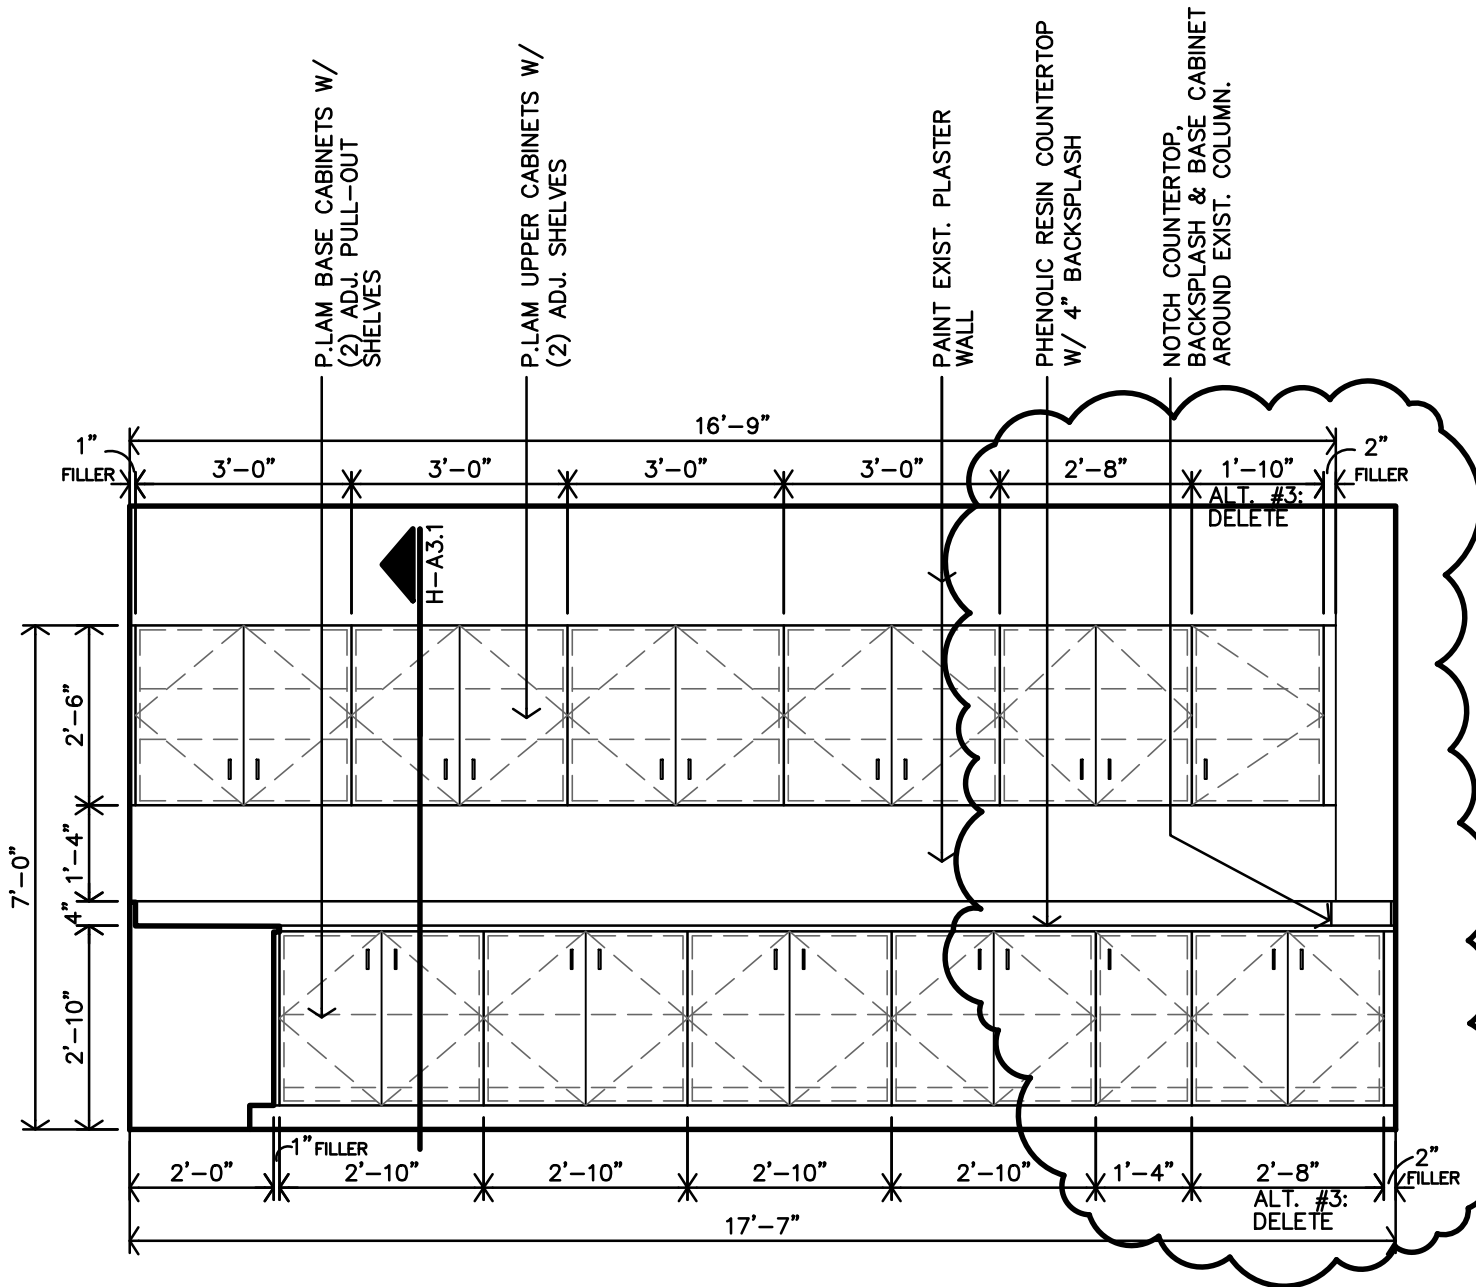 P.LAM BASE CABINETS W/
(2) ADJ. PULL-OUT
SHELVES
P.LAM UPPER CABINETS W/
(2) ADJ. SHELVES
PAINT EXIST. PLASTER
WALL
PHENOLIC RESIN COUNTERTOP
W/ 4" BACKSPLASH
NOTCH COUNTERTOP,
BACKSPLASH & BASE CABINET
AROUND EXIST. COLUMN.
16'-9"
1"
FILLER
3'-0"
3'-0"
3'-0"
3'-0"
2'-8"
1'-10"
2"
FILLER
ALT. #3:
DELETE
H-A3.1
7'-0"
2'-6"
1'-4"
4"
2'-10"
1" FILLER
2'-0"
2'-10"
2'-10"
2'-10"
2'-10"
1'-4"
2'-8"
2"
FILLER
ALT. #3:
DELETE
17'-7"